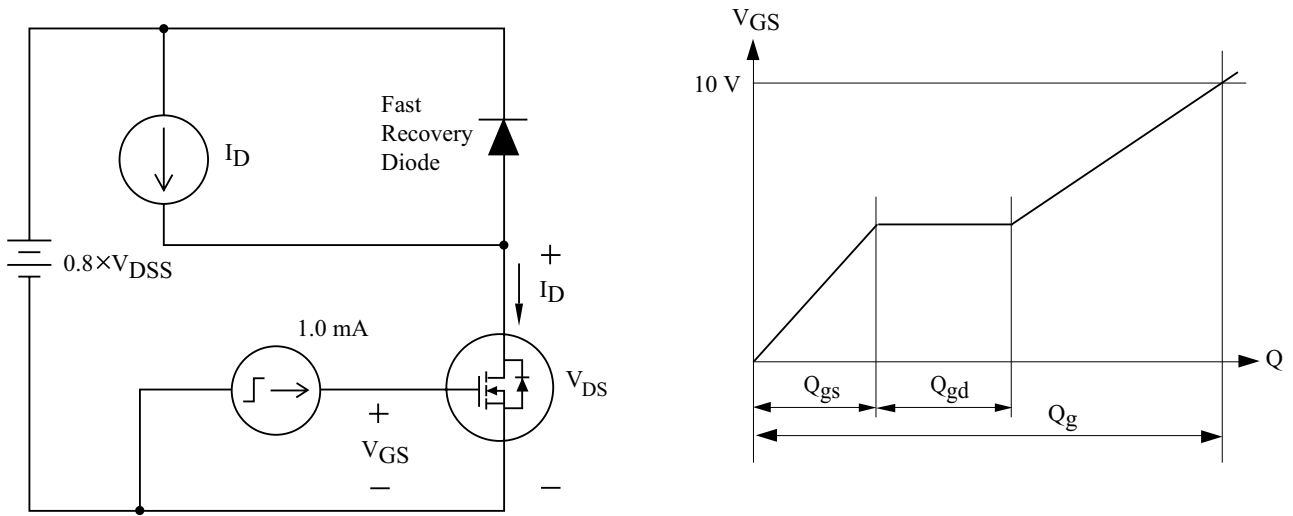 Fast
Recovery
Diode
I_D
0.8×V_DSS
+
I_D
1.0 mA
V_DS
+
V_GS
−
−
V_GS
10 V
Q
Q_gs
Q_gd
Q_g